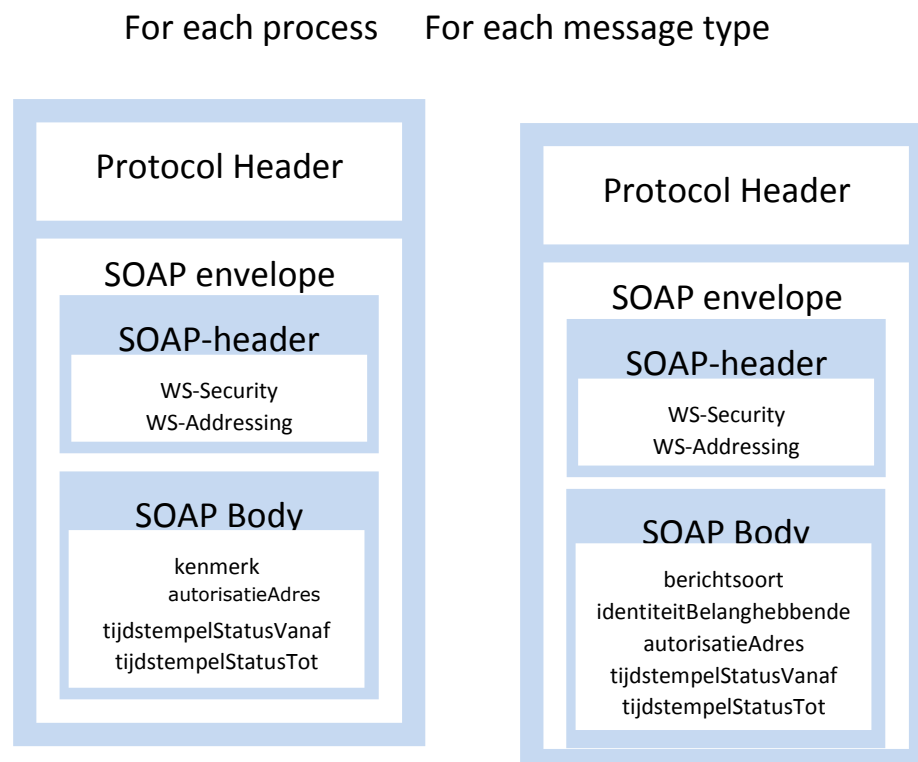 For each process
Protocol Header
SOAP envelope
SOAP-header
WS-Security
WS-Addressing
SOAP Body
kenmerk
autorisatieAdres
tijdstempelStatusVanaf
tijdstempelStatusTot
For each message type
Protocol Header
SOAP envelope
SOAP-header
WS-Security
WS-Addressing
SOAP Body
berichtsoort
identiteitBelanghebbende
autorisatieAdres
tijdstempelStatusVanaf
tijdstempelStatusTot